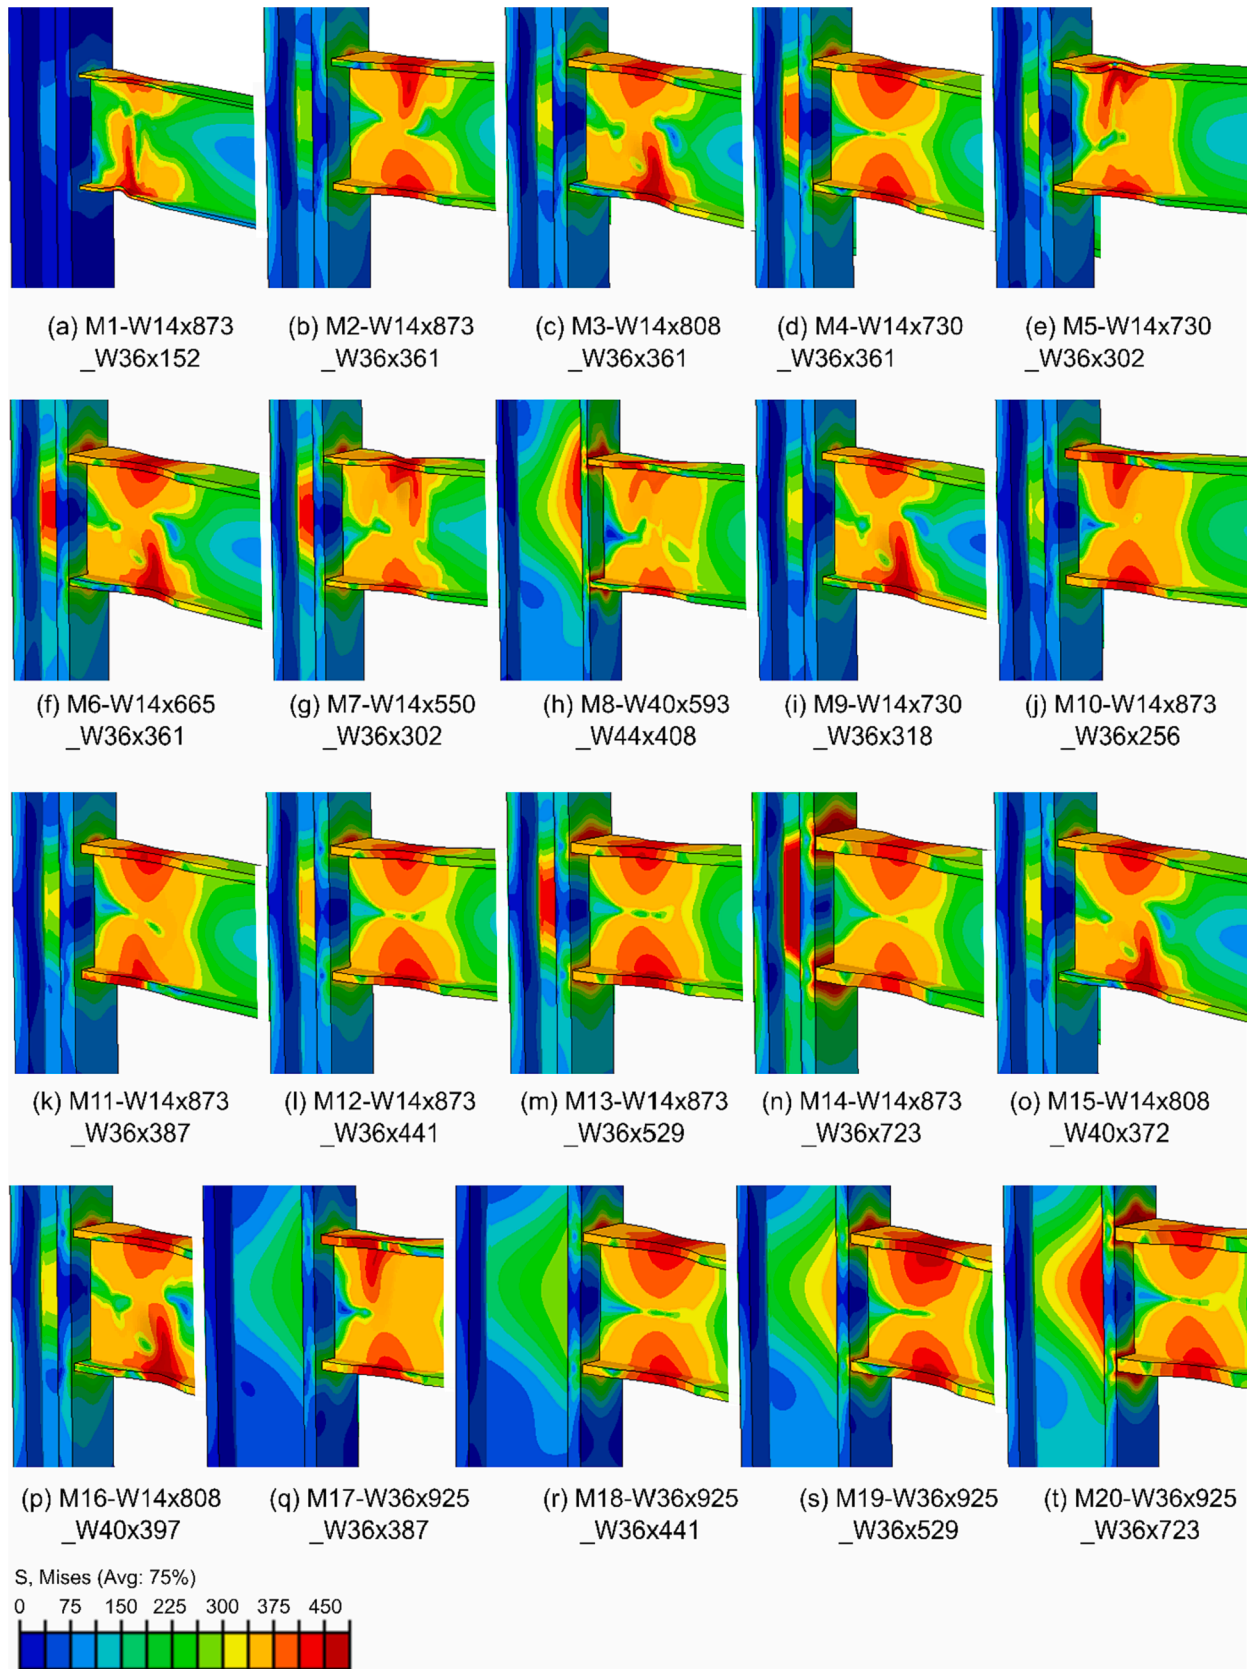 (a) M1-W14x873
_W36x152
(b) M2-W14x873
_W36x361
(c) M3-W14x808
_W36x361
(d) M4-W14x730
_W36x361
(e) M5-W14x730
_W36x302
(f) M6-W14x665
_W36x361
(g) M7-W14x550
_W36x302
(h) M8-W40x593
_W44x408
(i) M9-W14x730
_W36x318
(j) M10-W14x873
_W36x256
(k) M11-W14x873
_W36x387
(l) M12-W14x873
_W36x441
(m) M13-W14x873
_W36x529
(n) M14-W14x873
_W36x723
(o) M15-W14x808
_W40x372
(p) M16-W14x808
_W40x397
(q) M17-W36x925
_W36x387
(r) M18-W36x925
_W36x441
(s) M19-W36x925
_W36x529
(t) M20-W36x925
_W36x723
S, Mises (Avg: 75%)
0 75 150 225 300 375 450